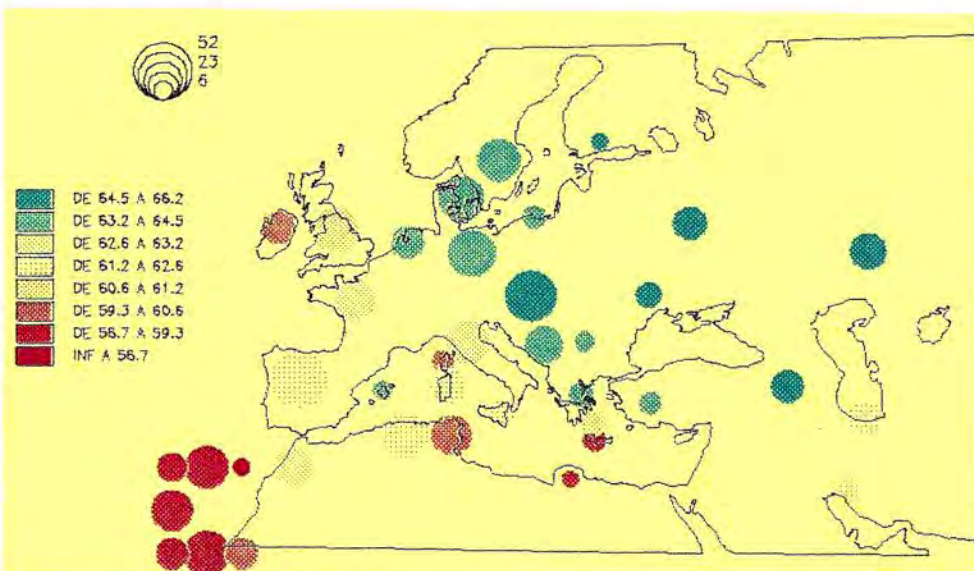 52
23
6
DE 64.5 A 66.2
DE 63.2 A 64.5
DE 62.6 A 63.2
DE 61.2 A 62.6
DE 60.6 A 61.2
DE 59.3 A 60.6
DE 56.7 A 59.3
INF A 56.7